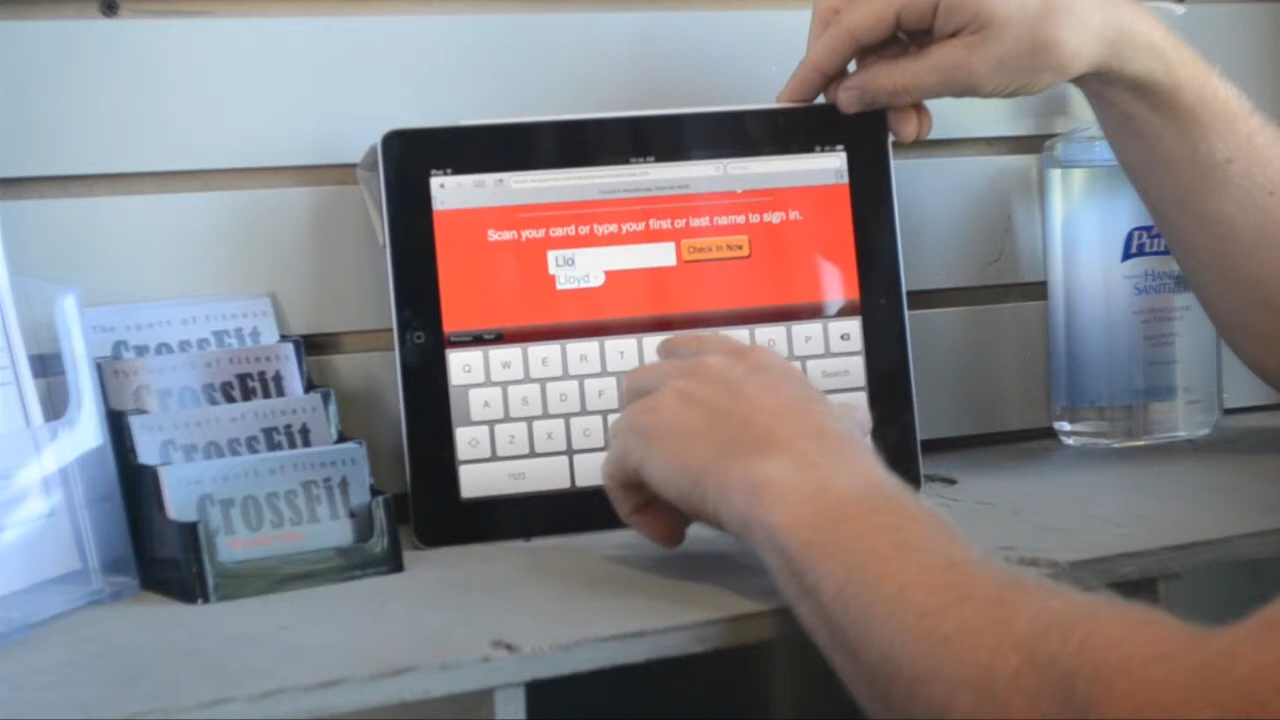 Scan your card or type your first or last name to sign in.
Llo
Check In Now
Lloyd -
Q W E R T O P
A S D F Search
Z X C
The sport of fitness
CrossFit
The sport of fitness
CrossFit
The sport of fitness
CrossFit
The sport of fitness
CrossFit
Pur
HAND
SANITIZER